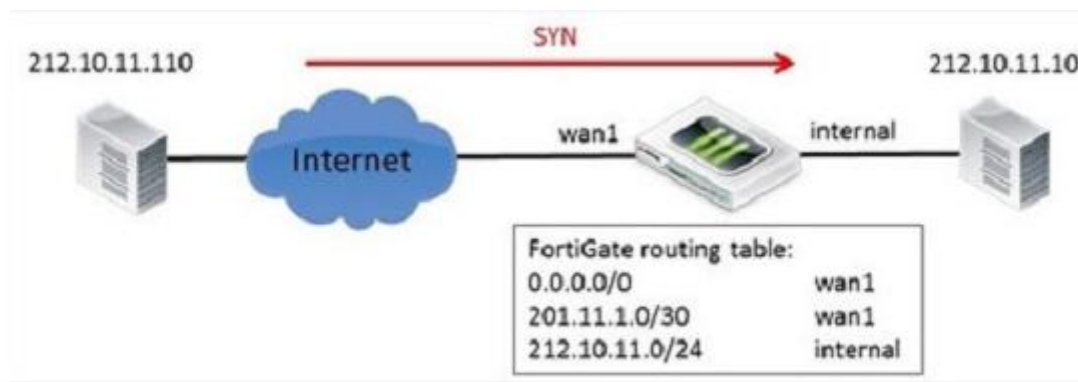 SYN
212.10.11.110
212.10.11.10
wan1
internal
Internet
FortiGate routing table:
0.0.0.0/0 wan1
201.11.1.0/30 wan1
212.10.11.0/24 internal